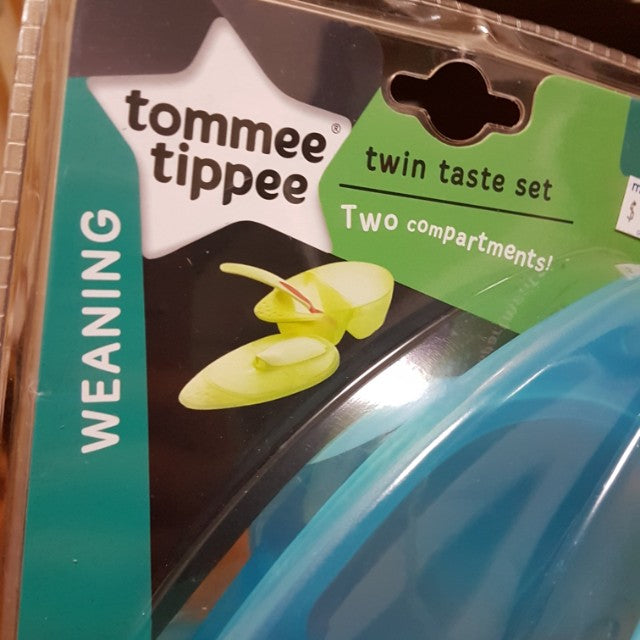 tommee
tippee®
twin taste set
Two compartments!
WEANING
$